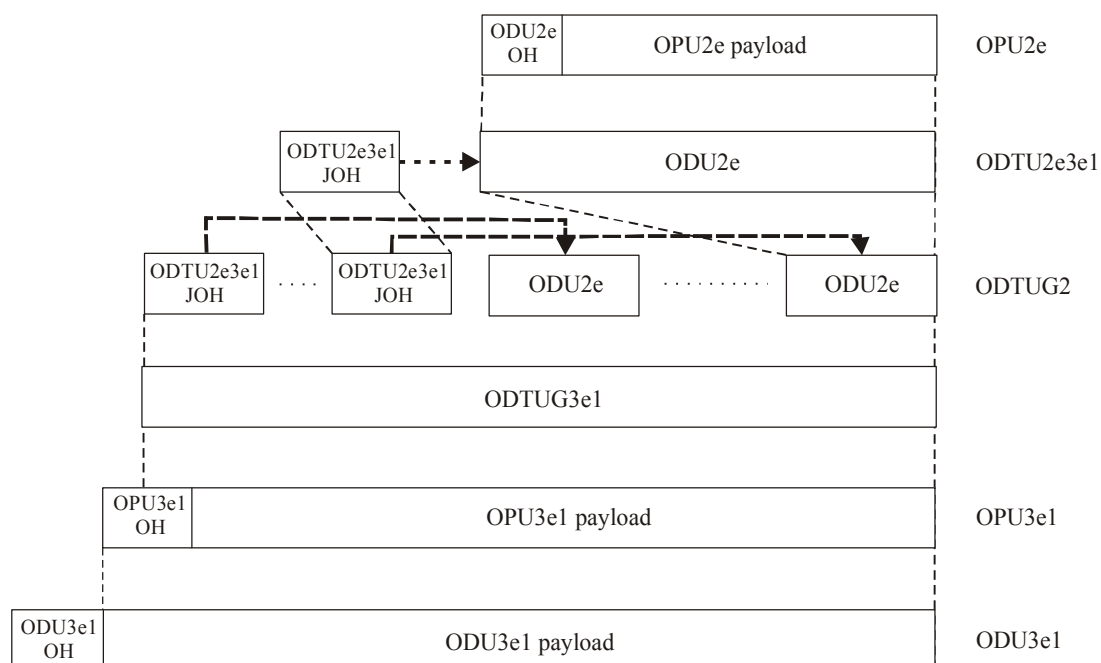 ODU2e
OH
OPU2e payload
OPU2e
ODTU2e3e1
JOH
ODU2e
ODTU2e3e1
ODTU2e3e1
JOH
. . . .
ODTU2e3e1
JOH
ODU2e
. . . . . . . . . . .
ODU2e
ODTUG2
ODTUG3e1
OPU3e1
OH
OPU3e1 payload
OPU3e1
ODU3e1
OH
ODU3e1 payload
ODU3e1